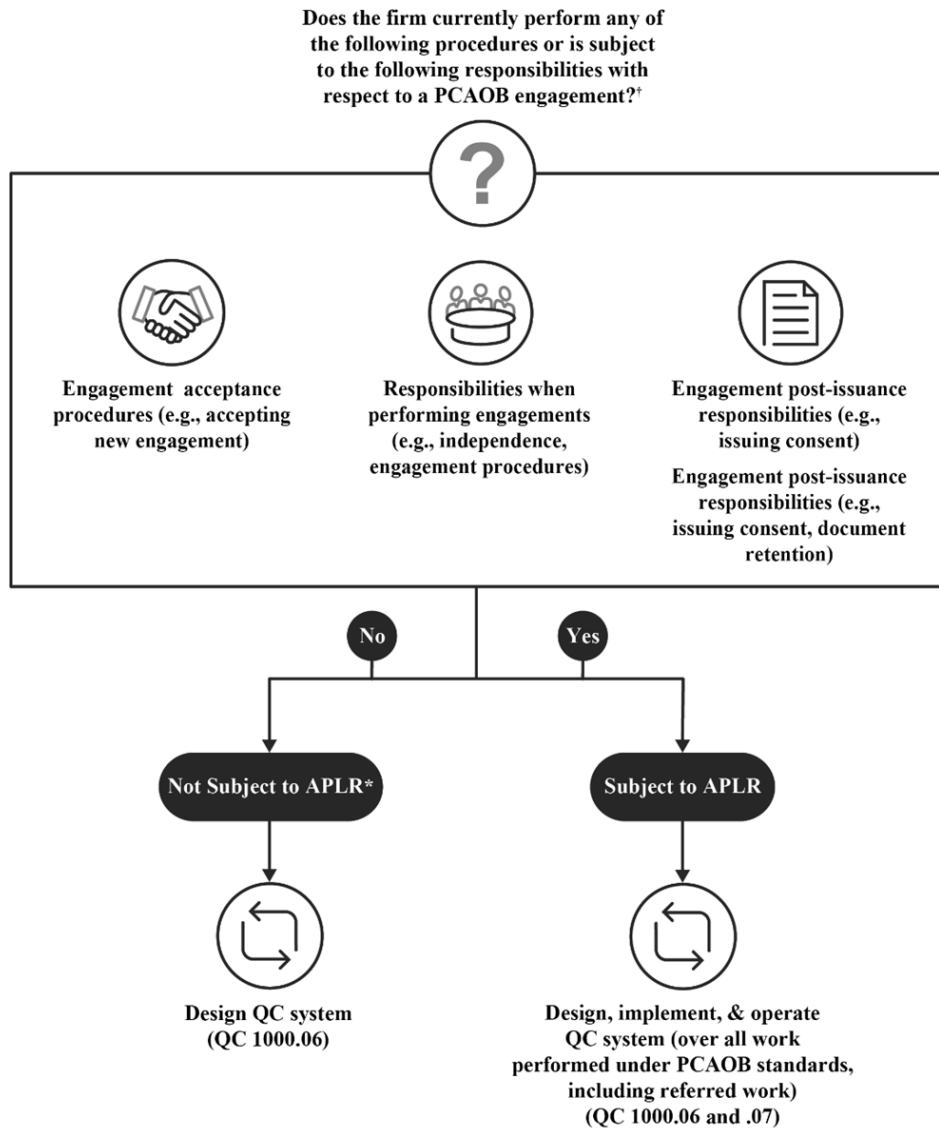 Does the firm currently perform any of
the following procedures or is subject
to the following responsibilities with
respect to a PCAOB engagement?†
?
Engagement acceptance
procedures (e.g., accepting
new engagement)
Responsibilities when
performing engagements
(e.g., independence,
engagement procedures)
Engagement post-issuance
responsibilities (e.g.,
issuing consent)
Engagement post-issuance
responsibilities (e.g.,
issuing consent, document
retention)
No
Yes
Not Subject to APLR*
Subject to APLR
Design QC system
(QC 1000.06)
Design, implement, & operate
QC system (over all work
performed under PCAOB standards,
including referred work)
(QC 1000.06 and .07)